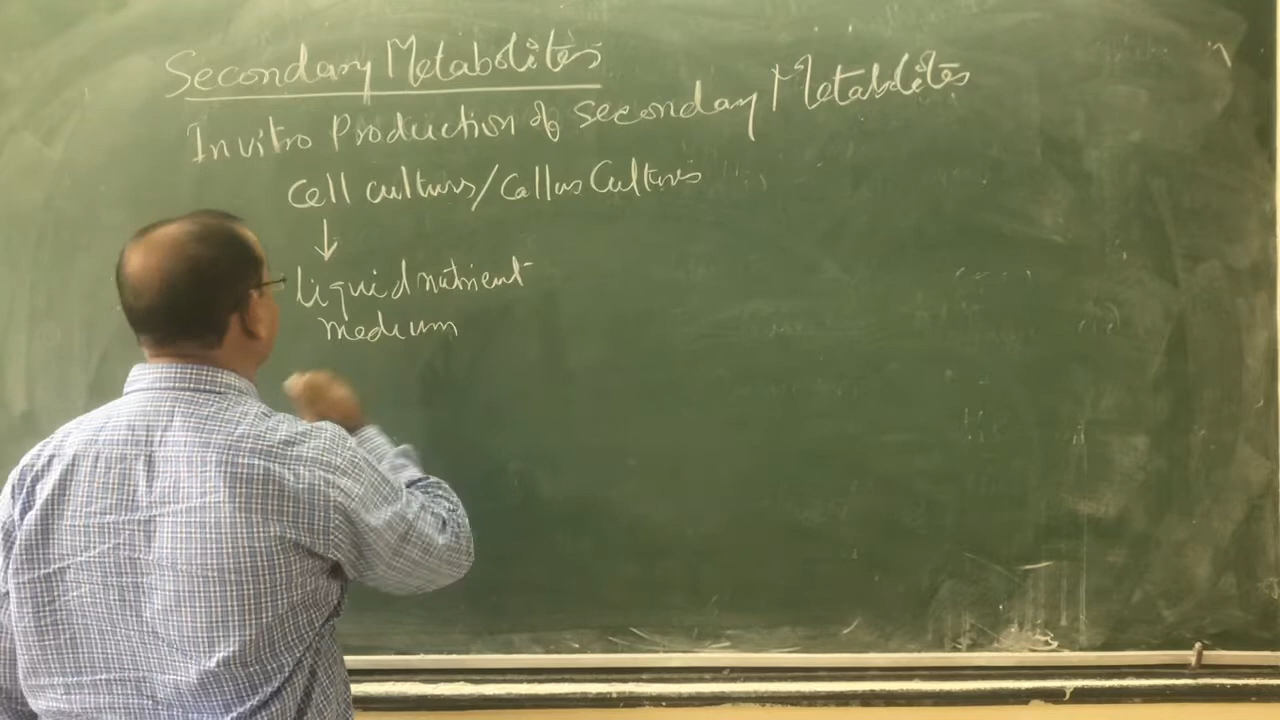 Secondary Metabolites
Invitro Production of Secondary Metabolites
Cell cultures/Callus Cultures
↓
Liquid nutrient
medium